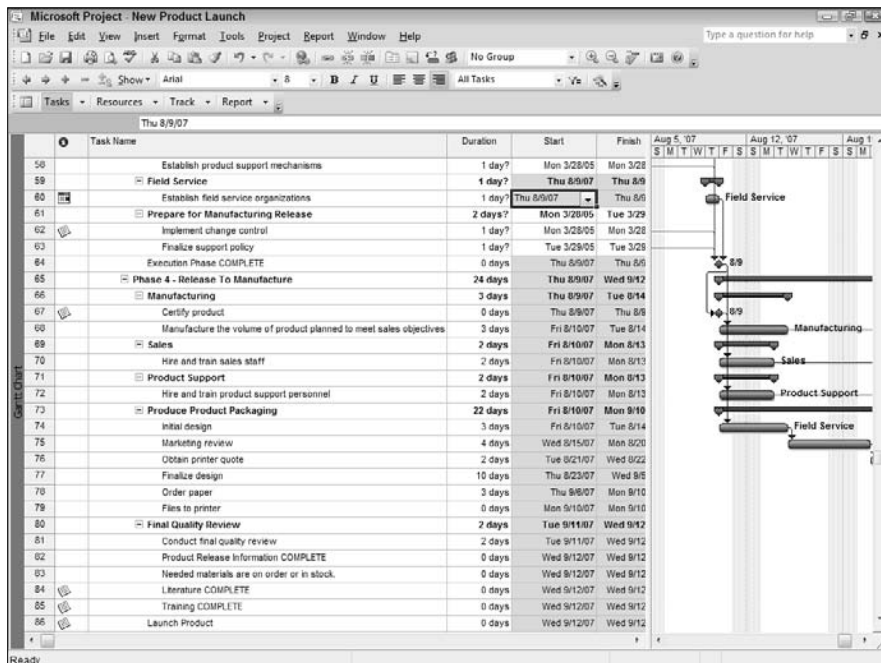 Microsoft Project - New Product Launch
File Edit View Insert Format Tools Project Report Window Help Type a question for help
No Group
Show Arial 8 B I U All Tasks
Tasks Resources Track Report
Thu 8/9/07
Task Name Duration Start Finish Aug 5, '07 Aug 12, '07 Aug 1
S M T W T F S S M T W T F S S M
58 Establish product support mechanisms 1 day? Mon 3/28/05 Mon 3/28
59 Field Service 1 day? Thu 8/9/07 Thu 8/9
60 Establish field service organizations 1 day? Thu 8/9/07 Thu 8/9 Field Service
61 Prepare for Manufacturing Release 2 days? Mon 3/28/05 Tue 3/29
62 Implement change control 1 day? Mon 3/28/05 Mon 3/28
63 Finalize support policy 1 day? Tue 3/29/05 Tue 3/29
64 Execution Phase COMPLETE 0 days Thu 8/9/07 Thu 8/9 8/9
65 Phase 4 - Release To Manufacture 24 days Thu 8/9/07 Wed 9/12
66 Manufacturing 3 days Thu 8/9/07 Tue 8/14
67 Certify product 0 days Thu 8/9/07 Thu 8/9 8/9
68 Manufacture the volume of product planned to meet sales objectives 3 days Fri 8/10/07 Tue 8/14 Manufacturing
69 Sales 2 days Fri 8/10/07 Mon 8/13
70 Hire and train sales staff 2 days Fri 8/10/07 Mon 8/13 Sales
71 Product Support 2 days Fri 8/10/07 Mon 8/13
72 Hire and train product support personnel 2 days Fri 8/10/07 Mon 8/13 Product Support
73 Produce Product Packaging 22 days Fri 8/10/07 Mon 9/10
74 Initial design 3 days Fri 8/10/07 Tue 8/14 Field Service
75 Marketing review 4 days Wed 8/15/07 Mon 8/20
76 Obtain printer quote 2 days Tue 8/21/07 Wed 8/22
77 Finalize design 10 days Thu 8/23/07 Wed 9/5
78 Order paper 3 days Thu 9/6/07 Mon 9/10
79 Files to printer 0 days Mon 9/10/07 Mon 9/10
80 Final Quality Review 2 days Tue 9/11/07 Wed 9/12
81 Conduct final quality review 2 days Tue 9/11/07 Wed 9/12
82 Product Release Information COMPLETE 0 days Wed 9/12/07 Wed 9/12
83 Needed materials are on order or in stock. 0 days Wed 9/12/07 Wed 9/12
84 Literature COMPLETE 0 days Wed 9/12/07 Wed 9/12
85 Training COMPLETE 0 days Wed 9/12/07 Wed 9/12
86 Launch Product 0 days Wed 9/12/07 Wed 9/12
Gantt Chart
Ready